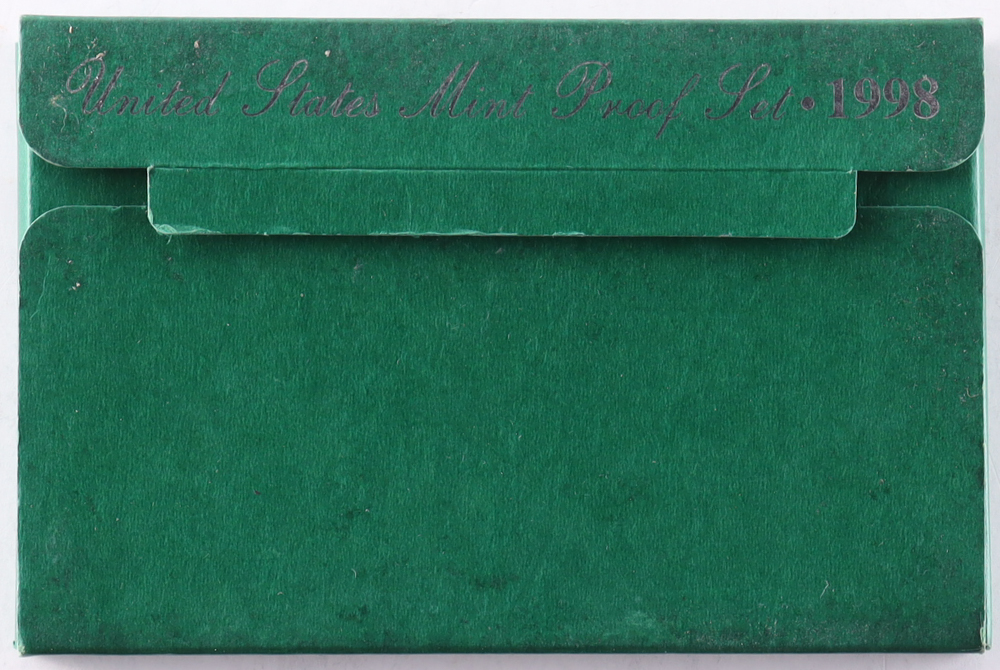 United States Mint Proof Set • 1998